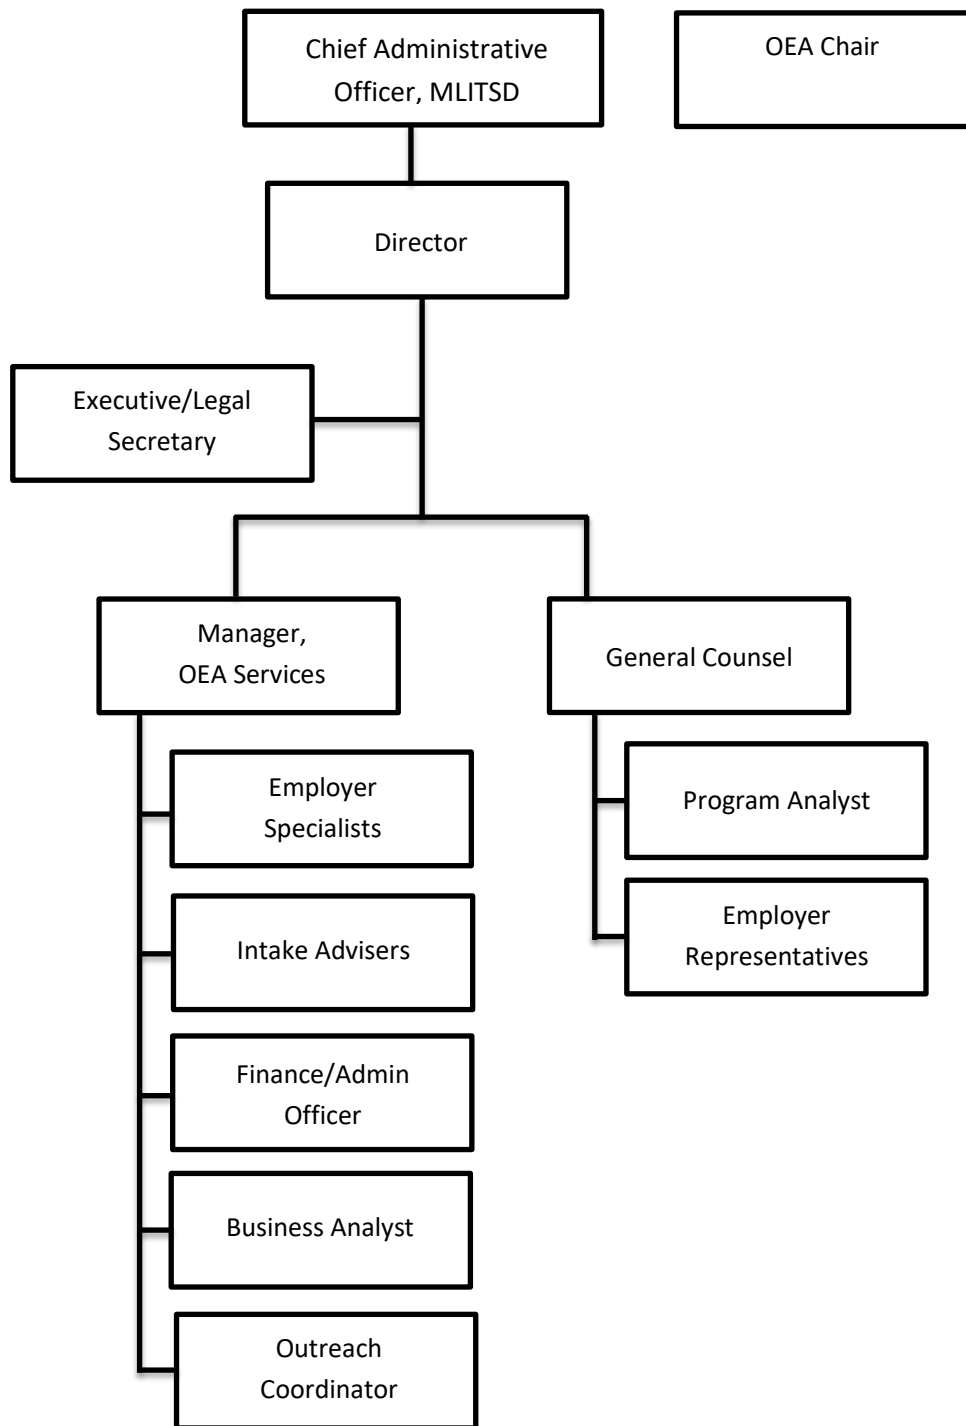 Chief Administrative
Officer, MLITSD
OEA Chair
Director
Executive/Legal
Secretary
Manager,
OEA Services
General Counsel
Employer
Specialists
Program Analyst
Intake Advisers
Employer
Representatives
Finance/Admin
Officer
Business Analyst
Outreach
Coordinator